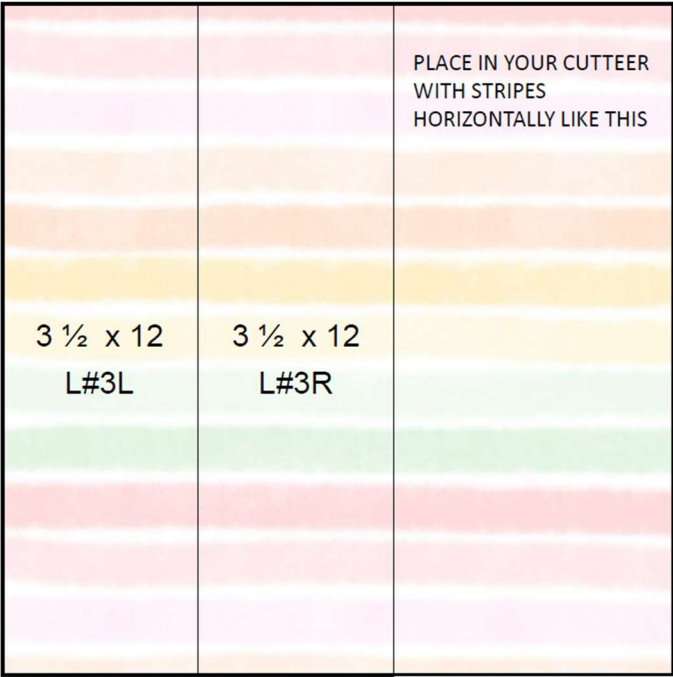 PLACE IN YOUR CUTTEER
WITH STRIPES
HORIZONTALLY LIKE THIS
3 ½ x 12
L#3L
3 ½ x 12
L#3R